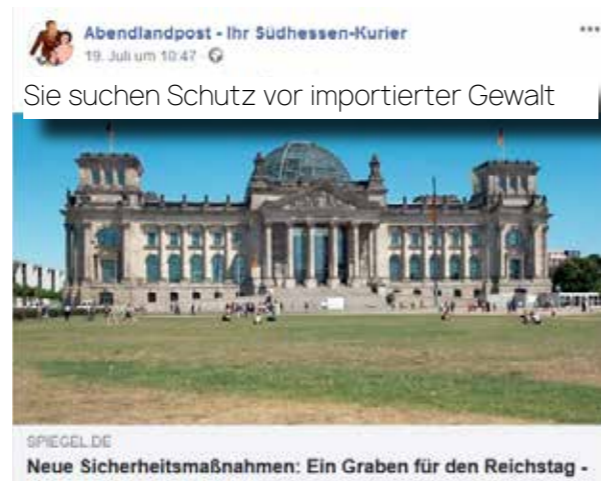 Abendlandpost - Ihr Südhessen-Kurier
19. Juli um 10:47
Sie suchen Schutz vor importierter Gewalt
SPIEGEL.DE
Neue Sicherheitsmaßnahmen: Ein Graben für den Reichstag -